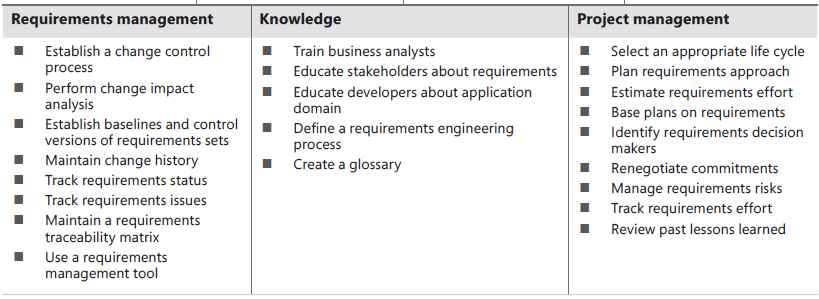 Requirements management
■ Establish a change control
process
■ Perform change impact
analysis
■ Establish baselines and control
versions of requirements sets
■ Maintain change history
■ Track requirements status
■ Track requirements issues
■ Maintain a requirements
traceability matrix
■ Use a requirements
management tool
Knowledge
■ Train business analysts
■ Educate stakeholders about requirements
■ Educate developers about application
domain
■ Define a requirements engineering
process
■ Create a glossary
Project management
■ Select an appropriate life cycle
■ Plan requirements approach
■ Estimate requirements effort
■ Base plans on requirements
■ Identify requirements decision
makers
■ Renegotiate commitments
■ Manage requirements risks
■ Track requirements effort
■ Review past lessons learned